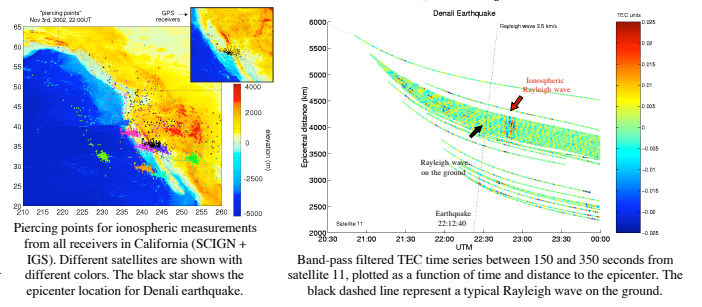 "piercing points"
Nov 3rd, 2002, 22:00UT
GPS
receivers
65
60
55
50
45
40
35
30
25
20
210 215 220 225 230 235 240 245 250 255 260
4000
2000
0
-2500
-5000
elevation (m)
Piercing points for ionospheric measurements
from all receivers in California (SCIGN +
IGS). Different satellites are shown with
different colors. The black star shows the
epicenter location for Denali earthquake.
Denali Earthquake
Rayleigh wave 3.5 km/s
TEC units
6000
5500
5000
4500
4000
3500
3000
2500
2000
Epicentral distance (km)
Ionospheric
Rayleigh wave
Rayleigh wave
on the ground
Earthquake
22:12:40
Satellite 11
20:30 21:00 21:30 22:00 22:30 23:00 23:30 00:00
UTM
0.025
0.02
0.015
0.01
0.005
0
-0.005
-0.01
-0.015
-0.02
-0.025
Band-pass filtered TEC time series between 150 and 350 seconds from
satellite 11, plotted as a function of time and distance to the epicenter. The
black dashed line represent a typical Rayleigh wave on the ground.